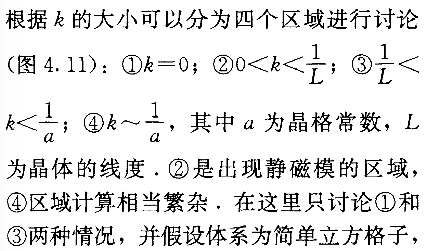 根据 k 的大小可以分为四个区域进行讨论
(图 4.11): ①k=0; ②0<k<1/L; ③1/L<
k<1/a; ④k～1/a, 其中 a 为晶格常数, L
为晶体的线度. ②是出现静磁模的区域,
④区域计算相当繁杂. 在这里只讨论①和
③两种情况, 并假设体系为简单立方格子,